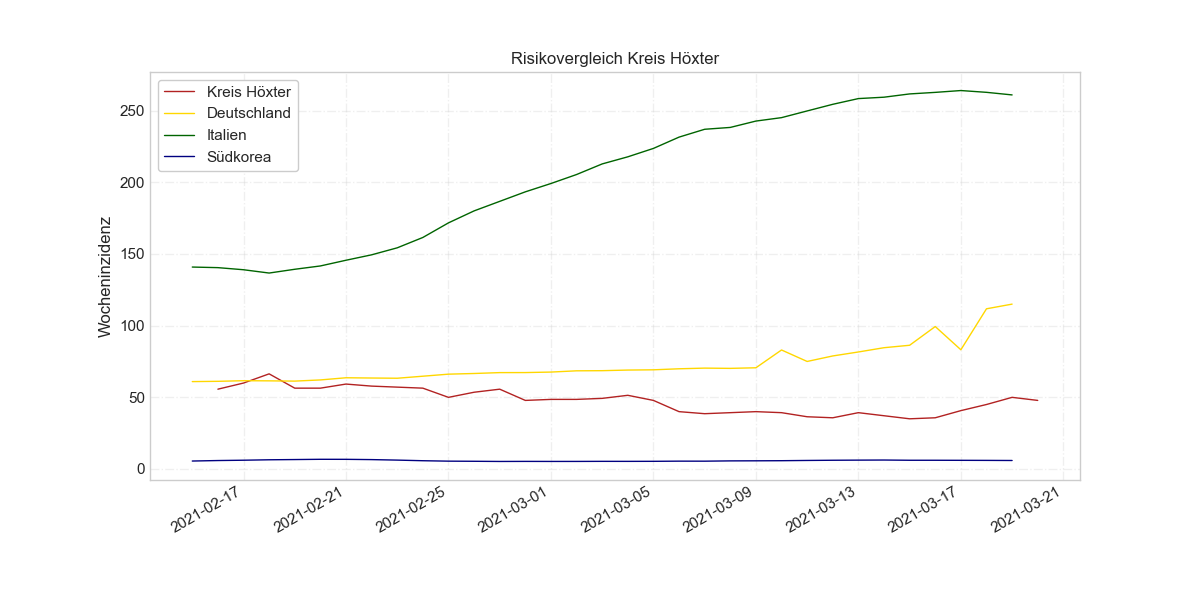 Risikovergleich Kreis Höxter
Kreis Höxter
Deutschland
Italien
Südkorea
Wocheninzidenz
250
200
150
100
50
0
2021-02-17
2021-02-21
2021-02-25
2021-03-01
2021-03-05
2021-03-09
2021-03-13
2021-03-17
2021-03-21